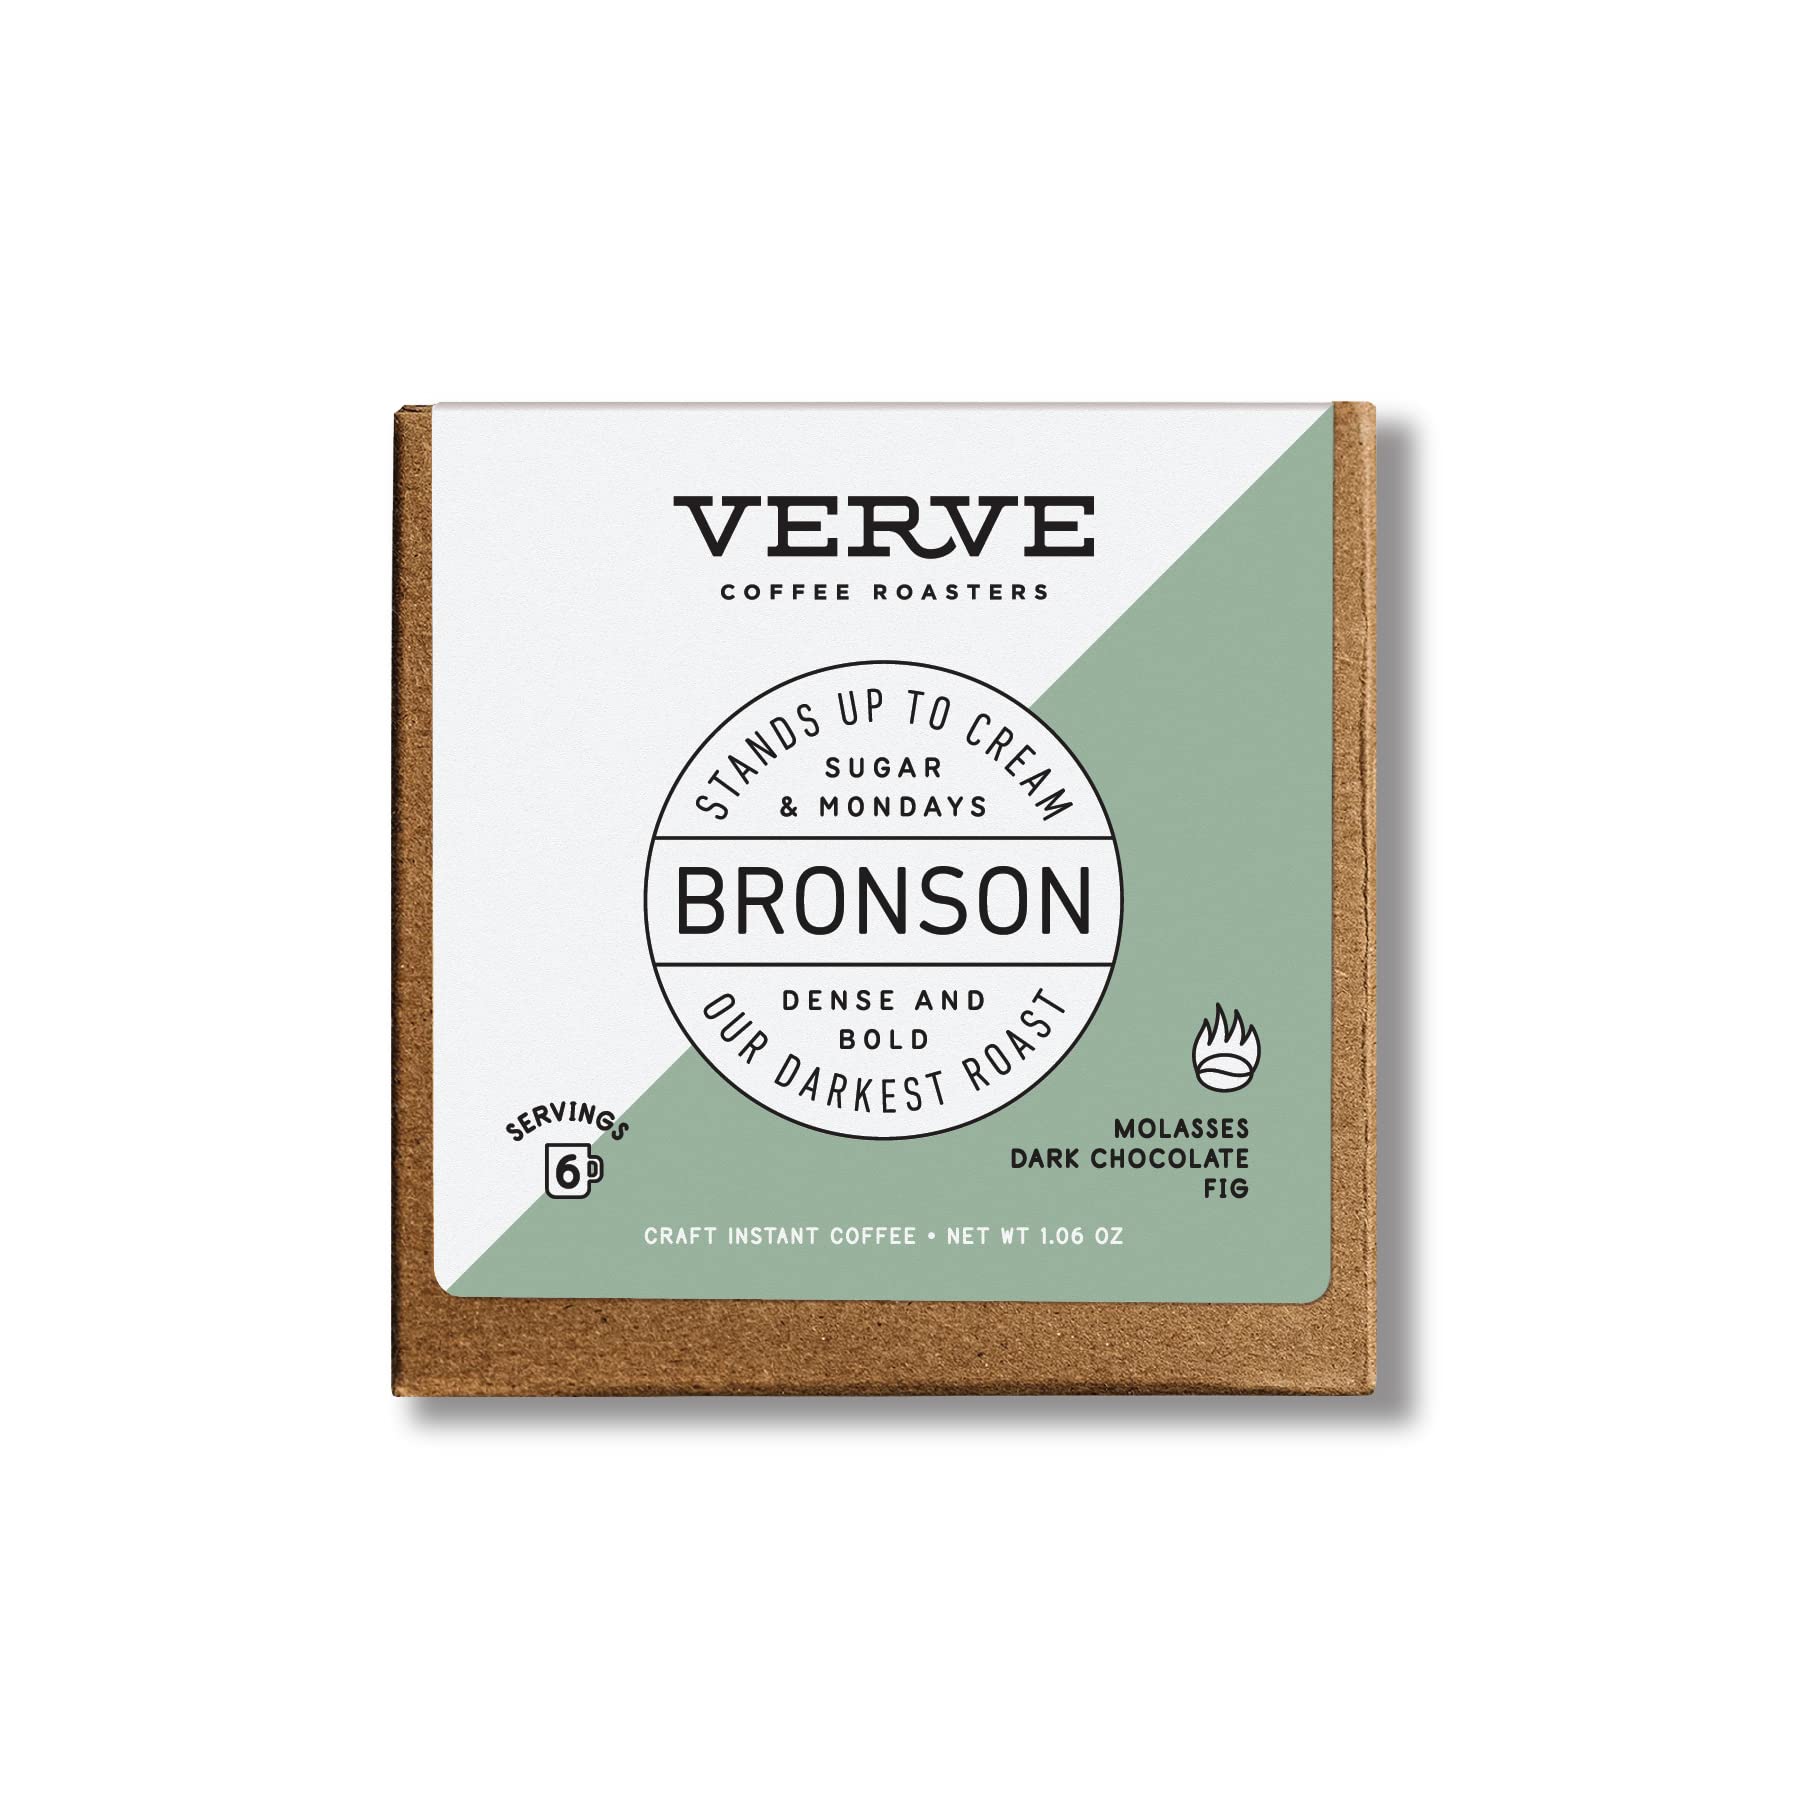 VERVE
COFFEE ROASTERS
STANDS UP TO CREAM
SUGAR
& MONDAYS
BRONSON
DENSE AND
BOLD
OUR DARKEST ROAST
SERVINGS
6
MOLASSES
DARK CHOCOLATE
FIG
CRAFT INSTANT COFFEE • NET WT 1.06 OZ